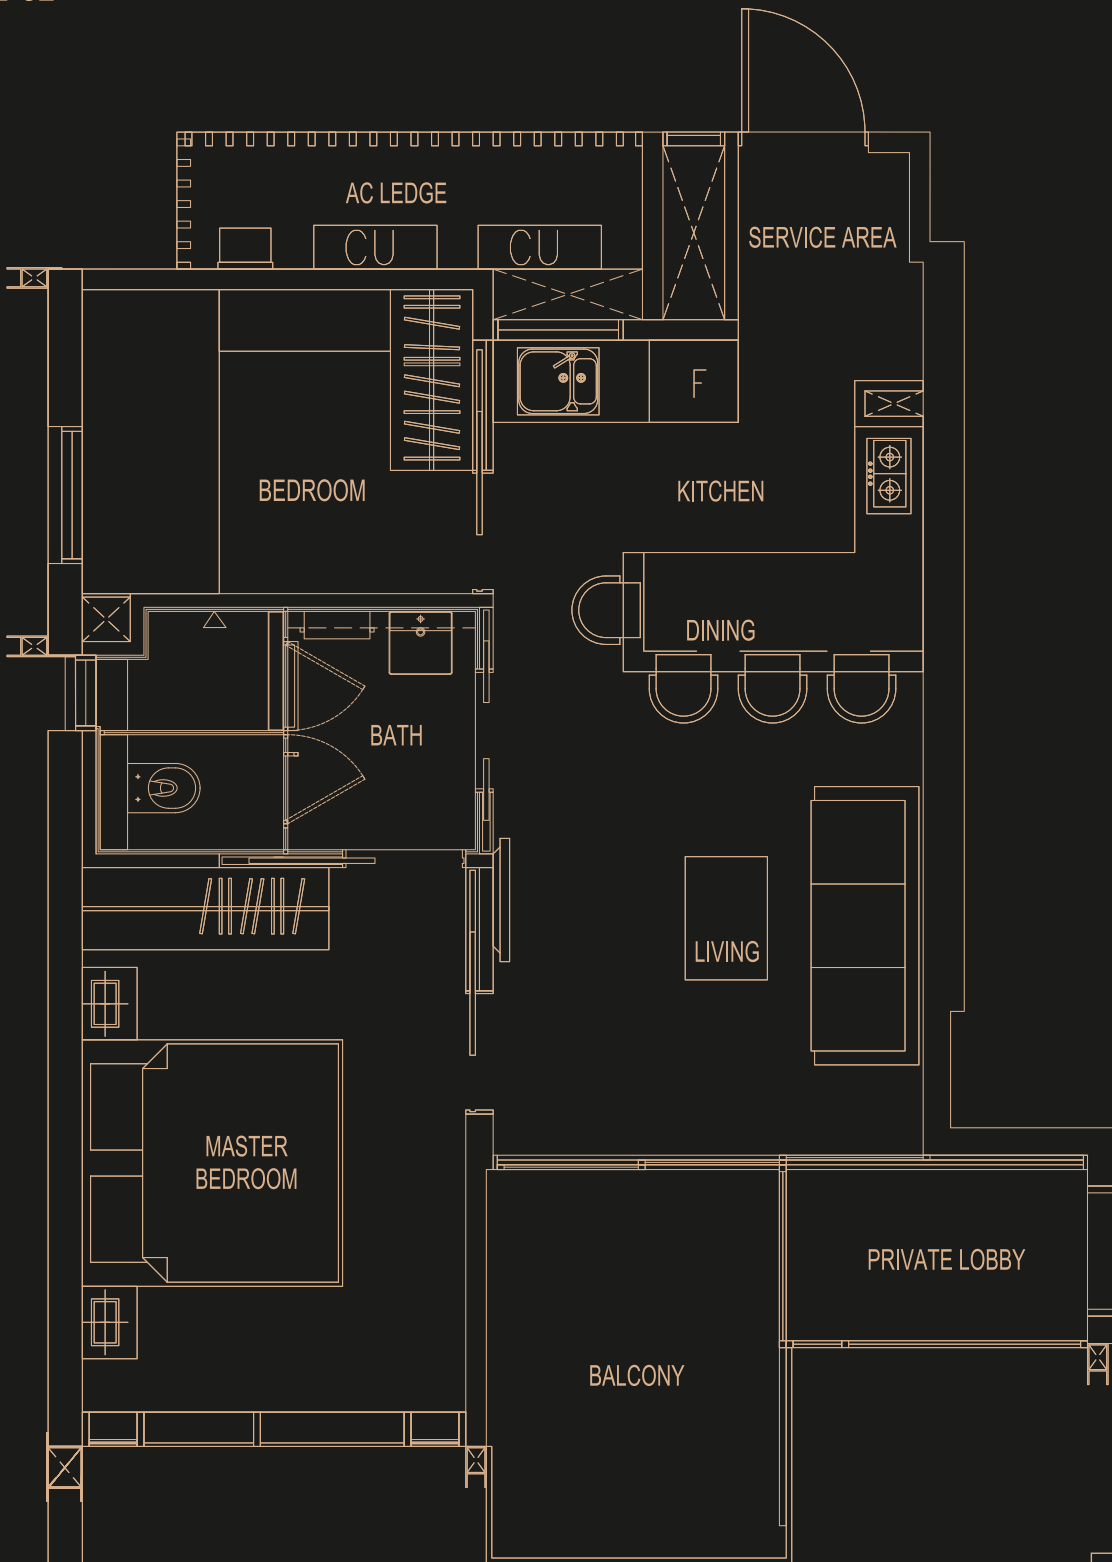 AC LEDGE
CU
CU
SERVICE AREA
F
BEDROOM
KITCHEN
DINING
BATH
LIVING
MASTER
BEDROOM
PRIVATE LOBBY
BALCONY